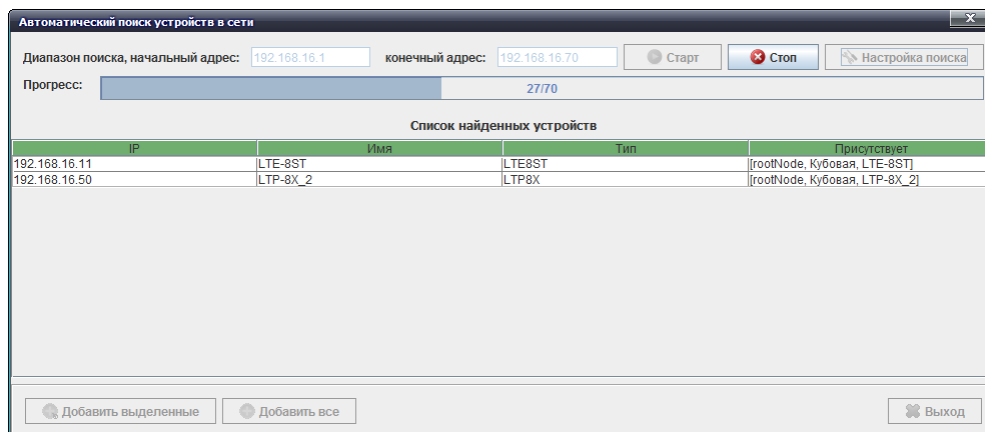 Автоматический поиск устройств в сети
Диапазон поиска, начальный адрес: 192.168.16.1 конечный адрес: 192.168.16.70 Старт Стоп Настройка поиска
Прогресс: 27/70
Список найденных устройств
IP Имя Тип Присутствует
192.168.16.11 LTE-8ST LTE8ST [rootNode, Кубовая, LTE-8ST]
192.168.16.50 LTP-8X_2 LTP8X [rootNode, Кубовая, LTP-8X_2]
Добавить выделенные Добавить все Выход